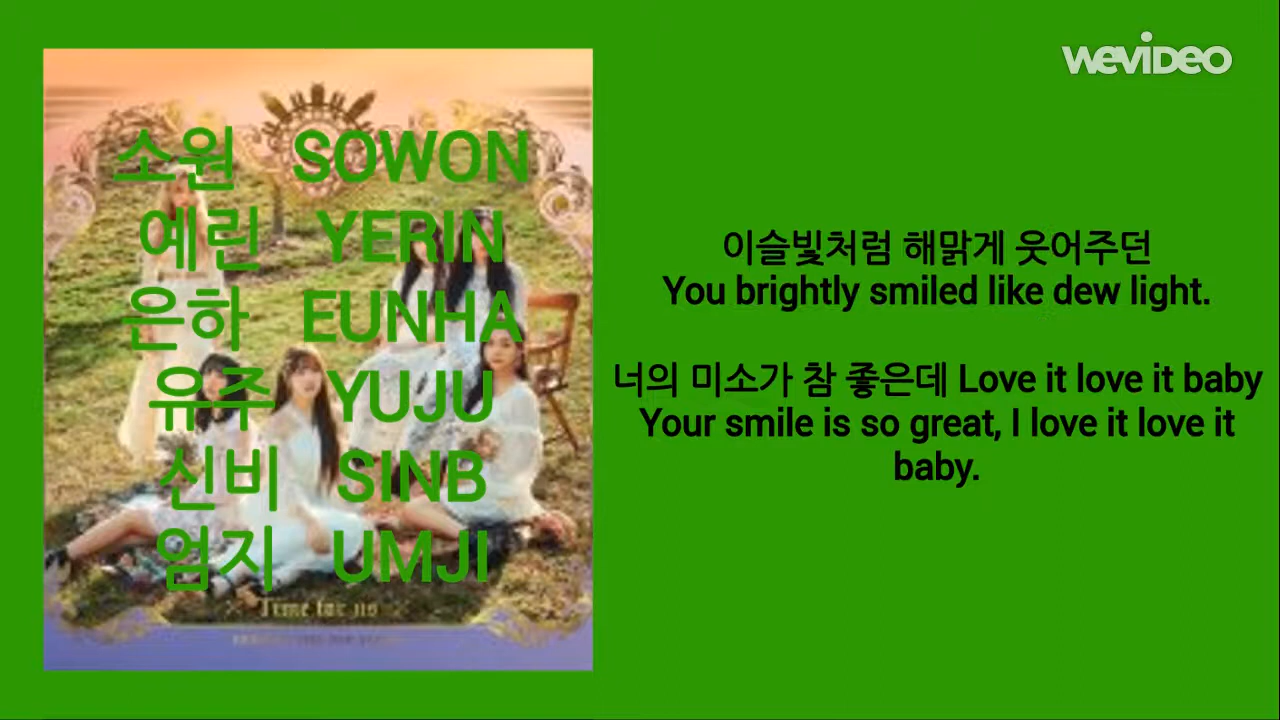 WEVIDEO
소원 SOWON
예린 YERIN
은하 EUNHA
유주 YUJU
신비 SINB
엄지 UMJI
Time for us
이슬빛처럼 해맑게 웃어주던
You brightly smiled like dew light.
너의 미소가 참 좋은데 Love it love it baby
Your smile is so great, I love it love it
baby.